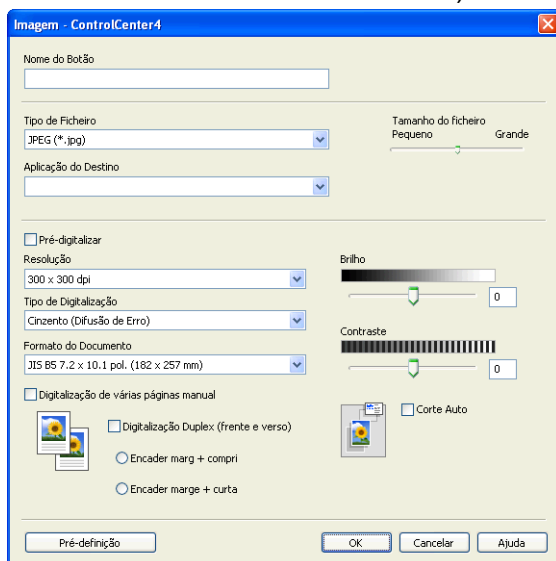 Imagem - ControlCenter4
Nome do Botão
Tipo de Ficheiro
JPEG (*.jpg)
Tamanho do ficheiro
Pequeno Grande
Aplicação do Destino
Pré-digitalizar
Resolução
300 x 300 dpi
Tipo de Digitalização
Cinzento (Difusão de Erro)
Formato do Documento
JIS B5 7.2 x 10.1 pol. (182 x 257 mm)
Brilho
0
Contraste
0
Digitalização de várias páginas manual
Digitalização Duplex (frente e verso)
Encader marg + compri
Encader marge + curta
Corte Auto
Pré-definição OK Cancelar Ajuda